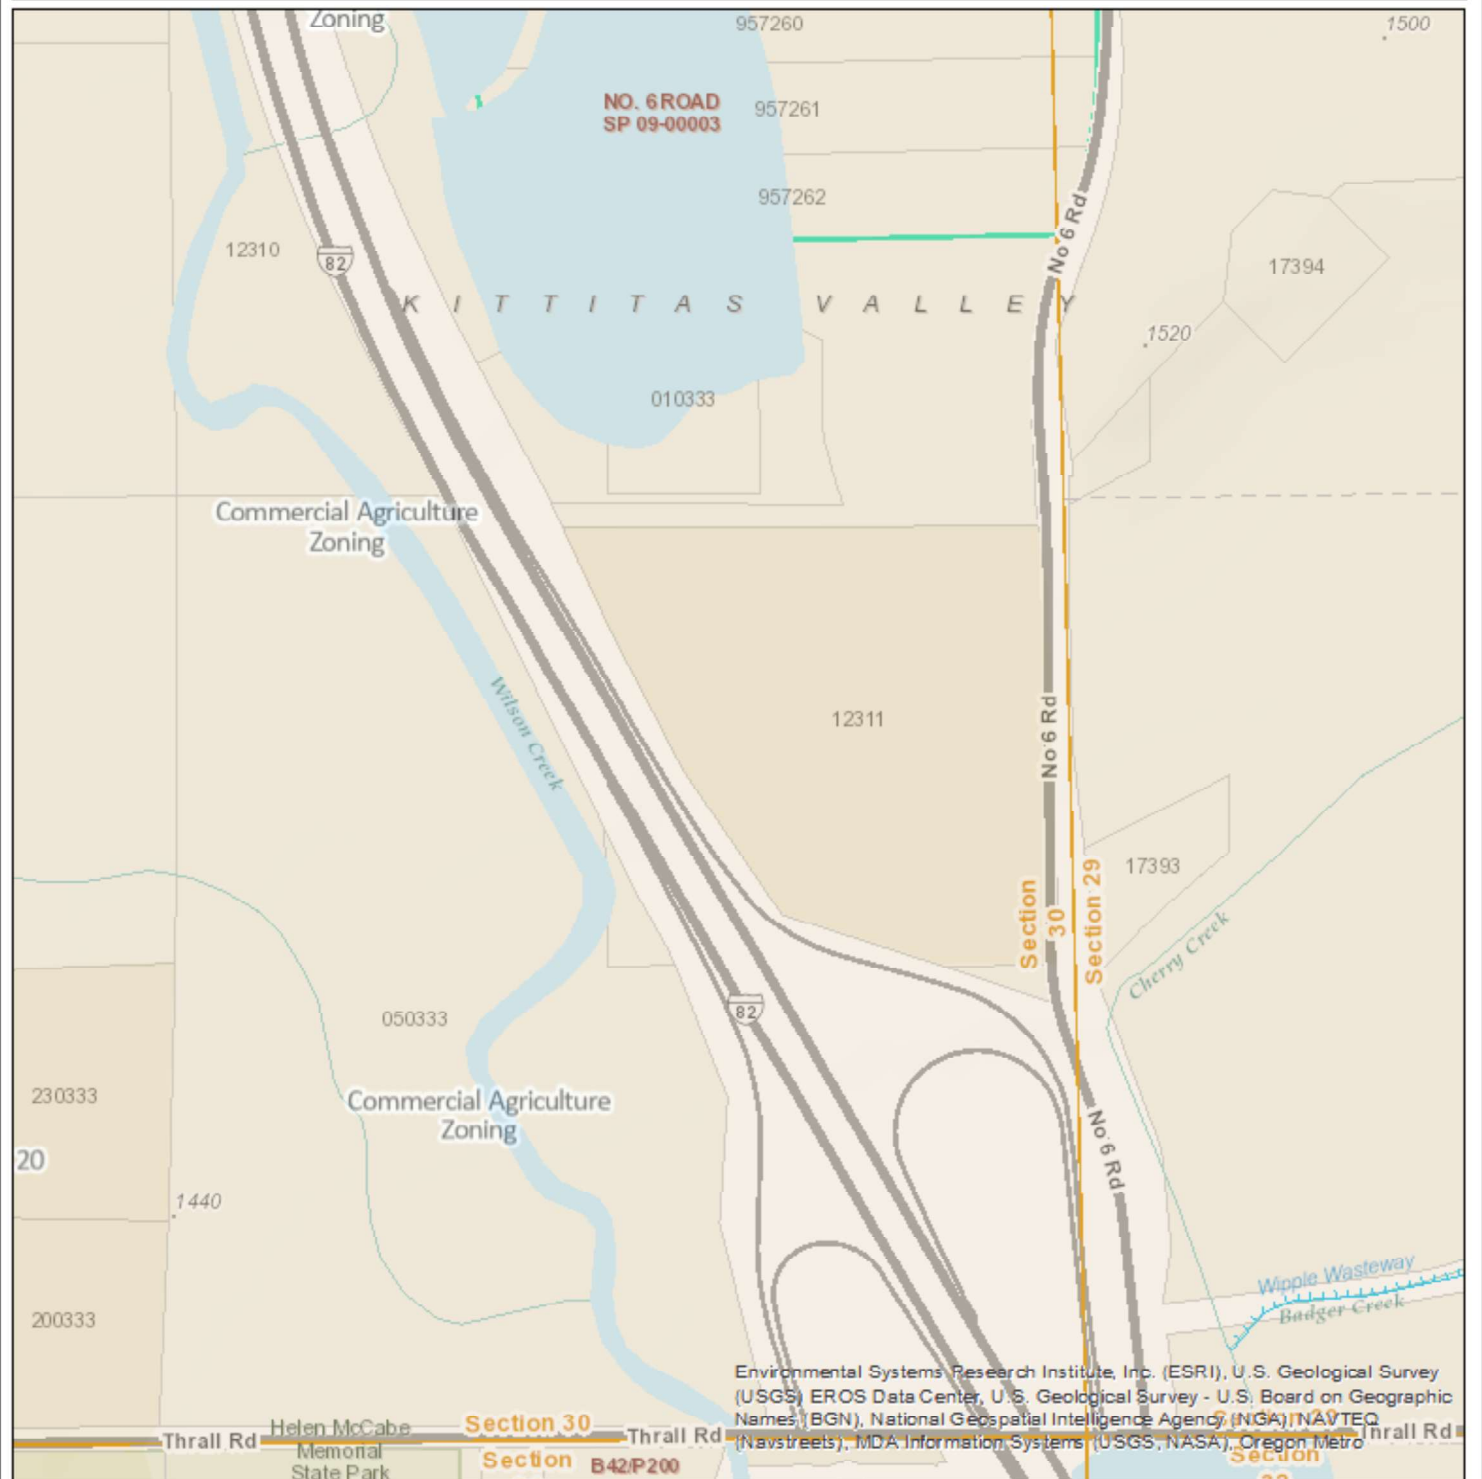 Zoning
957260
1500
NO. 6 ROAD
SP 09-00003
957261
957262
No 6 Rd
12310
82
17394
KITTITAS VALLEY
1520
010333
Commercial Agriculture
Zoning
Wilson Creek
12311
No 6 Rd
17393
Section
30
Section 29
Cherry Creek
82
050333
230333
Commercial Agriculture
Zoning
No 6 Rd
20
1440
Wipple Wasteway
Badger Creek
200333
Environmental Systems Research Institute, Inc. (ESRI), U.S. Geological Survey
(USGS) EROS Data Center, U.S. Geological Survey - U.S. Board on Geographic
Names (BGN), National Geospatial Intelligence Agency (NGA), NAVTEQ
(Navstreets), MDA Information Systems (USGS, NASA), Oregon Metro
Thrall Rd
Helen McCabe
Memorial
State Park
Section 30
Section
Thrall Rd
B42/P200
Thrall Rd
Section